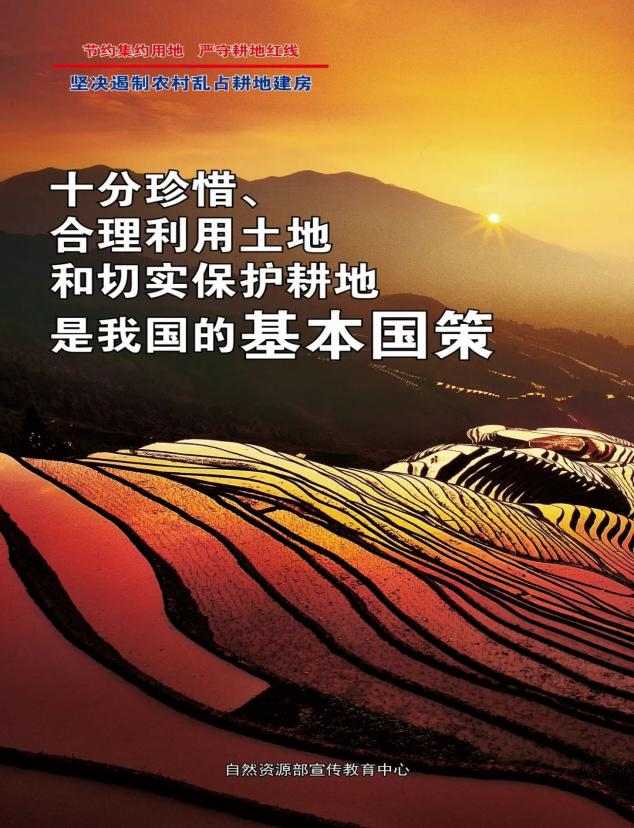 节约集约用地 严守耕地红线
坚决遏制农村乱占耕地建房
十分珍惜、
合理利用土地
和切实保护耕地
是我国的基本国策
自然资源部宣传教育中心